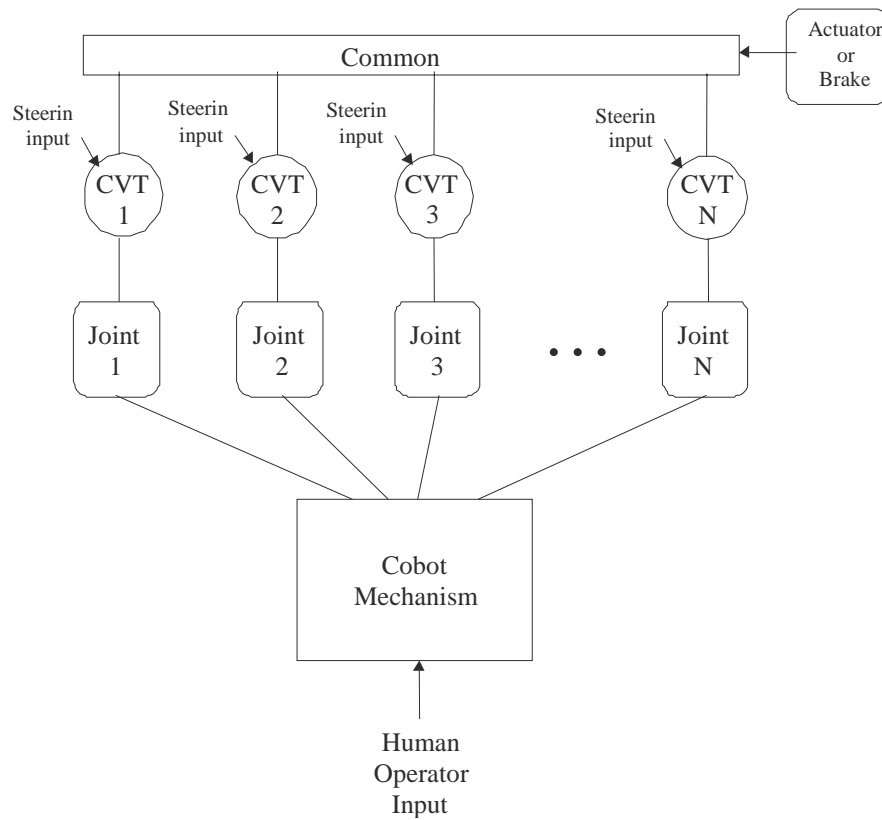 Actuator
or
Brake
Common
Steerin
input
Steerin
input
Steerin
input
Steerin
input
CVT
1
CVT
2
CVT
3
CVT
N
Joint
1
Joint
2
Joint
3
• • •
Joint
N
Cobot
Mechanism
Human
Operator
Input